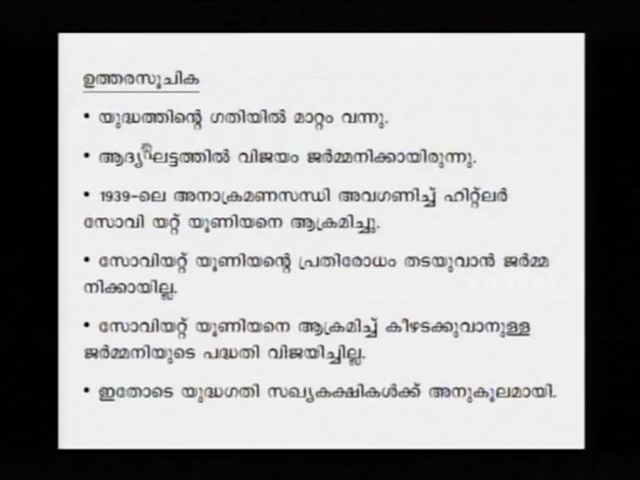 ഉത്തരസൂചിക
• യുദ്ധത്തിന്റെ ഗതിയിൽ മാറ്റം വന്നു.
• ആദ്യഘട്ടത്തിൽ വിജയം ജർമ്മനിക്കായിരുന്നു.
• 1939-ലെ അനാക്രമണസന്ധി അവഗണിച്ച് ഹിറ്റ്ലർ
സോവി യറ്റ് യൂണിയനെ ആക്രമിച്ചു.
• സോവിയറ്റ് യൂണിയന്റെ പ്രതിരോധം തടയുവാൻ ജർമ്മ
നിക്കായില്ല.
• സോവിയറ്റ് യൂണിയനെ ആക്രമിച്ച് കീഴടക്കുവാനുള്ള
ജർമ്മനിയുടെ പദ്ധതി വിജയിച്ചില്ല.
• ഇതോടെ യുദ്ധഗതി സഖ്യകക്ഷികൾക്ക് അനുകൂലമായി.